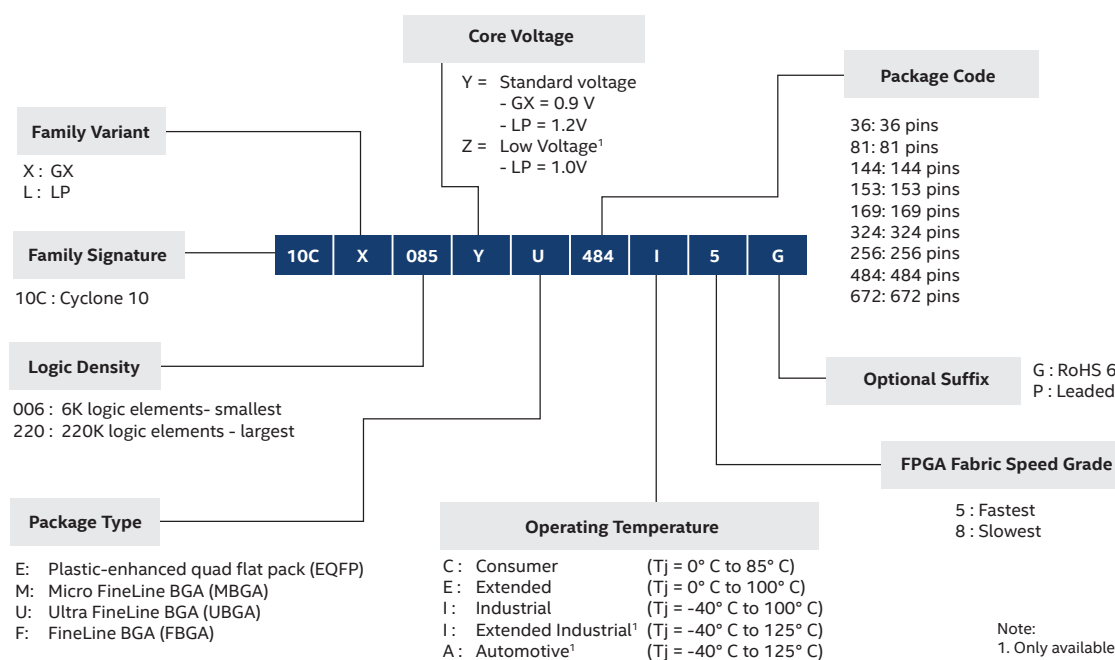 Core Voltage
Y = Standard voltage
- GX = 0.9 V
- LP = 1.2V
Z = Low Voltage¹
- LP = 1.0V
Package Code
36: 36 pins
81: 81 pins
144: 144 pins
153: 153 pins
169: 169 pins
324: 324 pins
256: 256 pins
484: 484 pins
672: 672 pins
Family Variant
X : GX
L : LP
Family Signature
10C : Cyclone 10
10C X 085 Y U 484 I 5 G
Logic Density
006 : 6K logic elements- smallest
220 : 220K logic elements - largest
Optional Suffix
G : RoHS 6
P : Leaded
FPGA Fabric Speed Grade
5 : Fastest
8 : Slowest
Package Type
E: Plastic-enhanced quad flat pack (EQFP)
M: Micro FineLine BGA (MBGA)
U: Ultra FineLine BGA (UBGA)
F: FineLine BGA (FBGA)
Operating Temperature
C : Consumer (Tj = 0° C to 85° C)
E : Extended (Tj = 0° C to 100° C)
I : Industrial (Tj = -40° C to 100° C)
I : Extended Industrial¹ (Tj = -40° C to 125° C)
A : Automotive¹ (Tj = -40° C to 125° C)
Note:
1. Only available